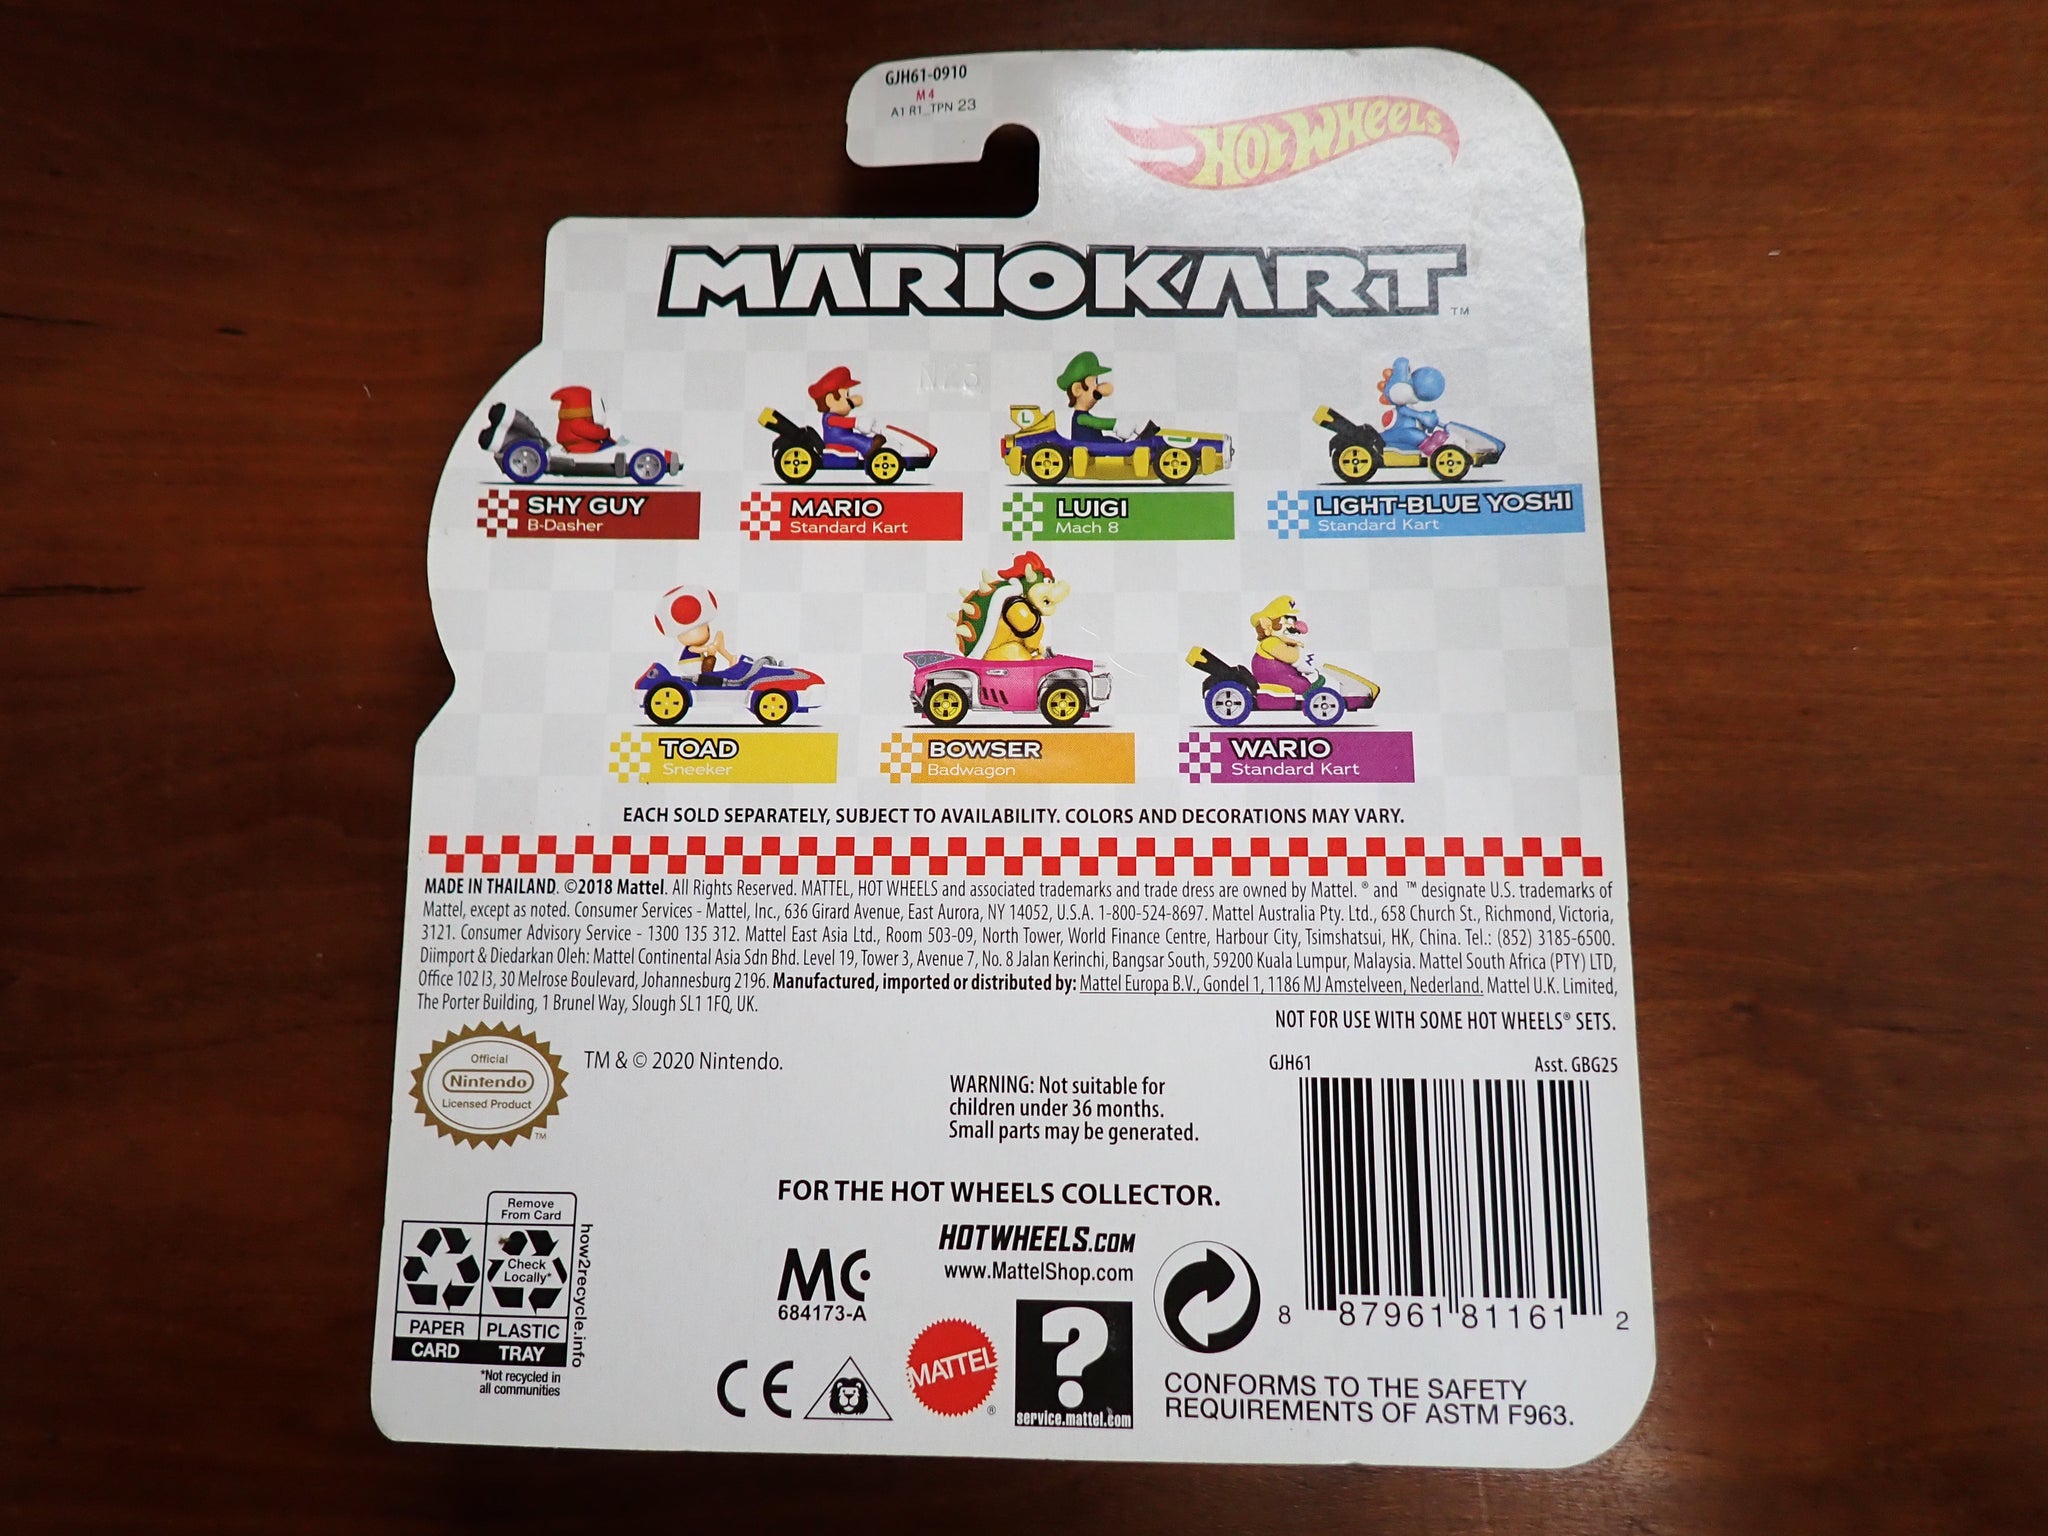 GJH61-0910
M4
A1 R1_TPN 23
HOT WHEELS
MARIOKART™
SHY GUY
B-Dasher
MARIO
Standard Kart
L
LUIGI
Mach 8
LIGHT-BLUE YOSHI
Standard Kart
TOAD
Sneeker
BOWSER
Badwagon
WARIO
Standard Kart
EACH SOLD SEPARATELY, SUBJECT TO AVAILABILITY. COLORS AND DECORATIONS MAY VARY.
MADE IN THAILAND. ©2018 Mattel. All Rights Reserved. MATTEL, HOT WHEELS and associated trademarks and trade dress are owned by Mattel. ® and ™ designate U.S. trademarks of
Mattel, except as noted. Consumer Services - Mattel, Inc., 636 Girard Avenue, East Aurora, NY 14052, U.S.A. 1-800-524-8697. Mattel Australia Pty. Ltd., 658 Church St., Richmond, Victoria,
3121. Consumer Advisory Service - 1300 135 312. Mattel East Asia Ltd., Room 503-09, North Tower, World Finance Centre, Harbour City, Tsimshatsui, HK, China. Tel.: (852) 3185-6500.
Diimport & Diedarkan Oleh: Mattel Continental Asia Sdn Bhd. Level 19, Tower 3, Avenue 7, No. 8 Jalan Kerinchi, Bangsar South, 59200 Kuala Lumpur, Malaysia. Mattel South Africa (PTY) LTD,
Office 102 I3, 30 Melrose Boulevard, Johannesburg 2196. Manufactured, imported or distributed by: Mattel Europa B.V., Gondel 1, 1186 MJ Amstelveen, Nederland. Mattel U.K. Limited,
The Porter Building, 1 Brunel Way, Slough SL1 1FQ, UK.
NOT FOR USE WITH SOME HOT WHEELS® SETS.
Official
Nintendo
Licensed Product
TM
TM & © 2020 Nintendo.
WARNING: Not suitable for
children under 36 months.
Small parts may be generated.
GJH61
Asst. GBG25
8 87961 81161 2
FOR THE HOT WHEELS COLLECTOR.
HOTWHEELS.COM
www.MattelShop.com
Remove
From Card
Check
Locally*
PAPER
CARD
PLASTIC
TRAY
how2recycle.info
*Not recycled in
all communities
MC
684173-A
CE
MATTEL
®
?
service.mattel.com
CONFORMS TO THE SAFETY
REQUIREMENTS OF ASTM F963.